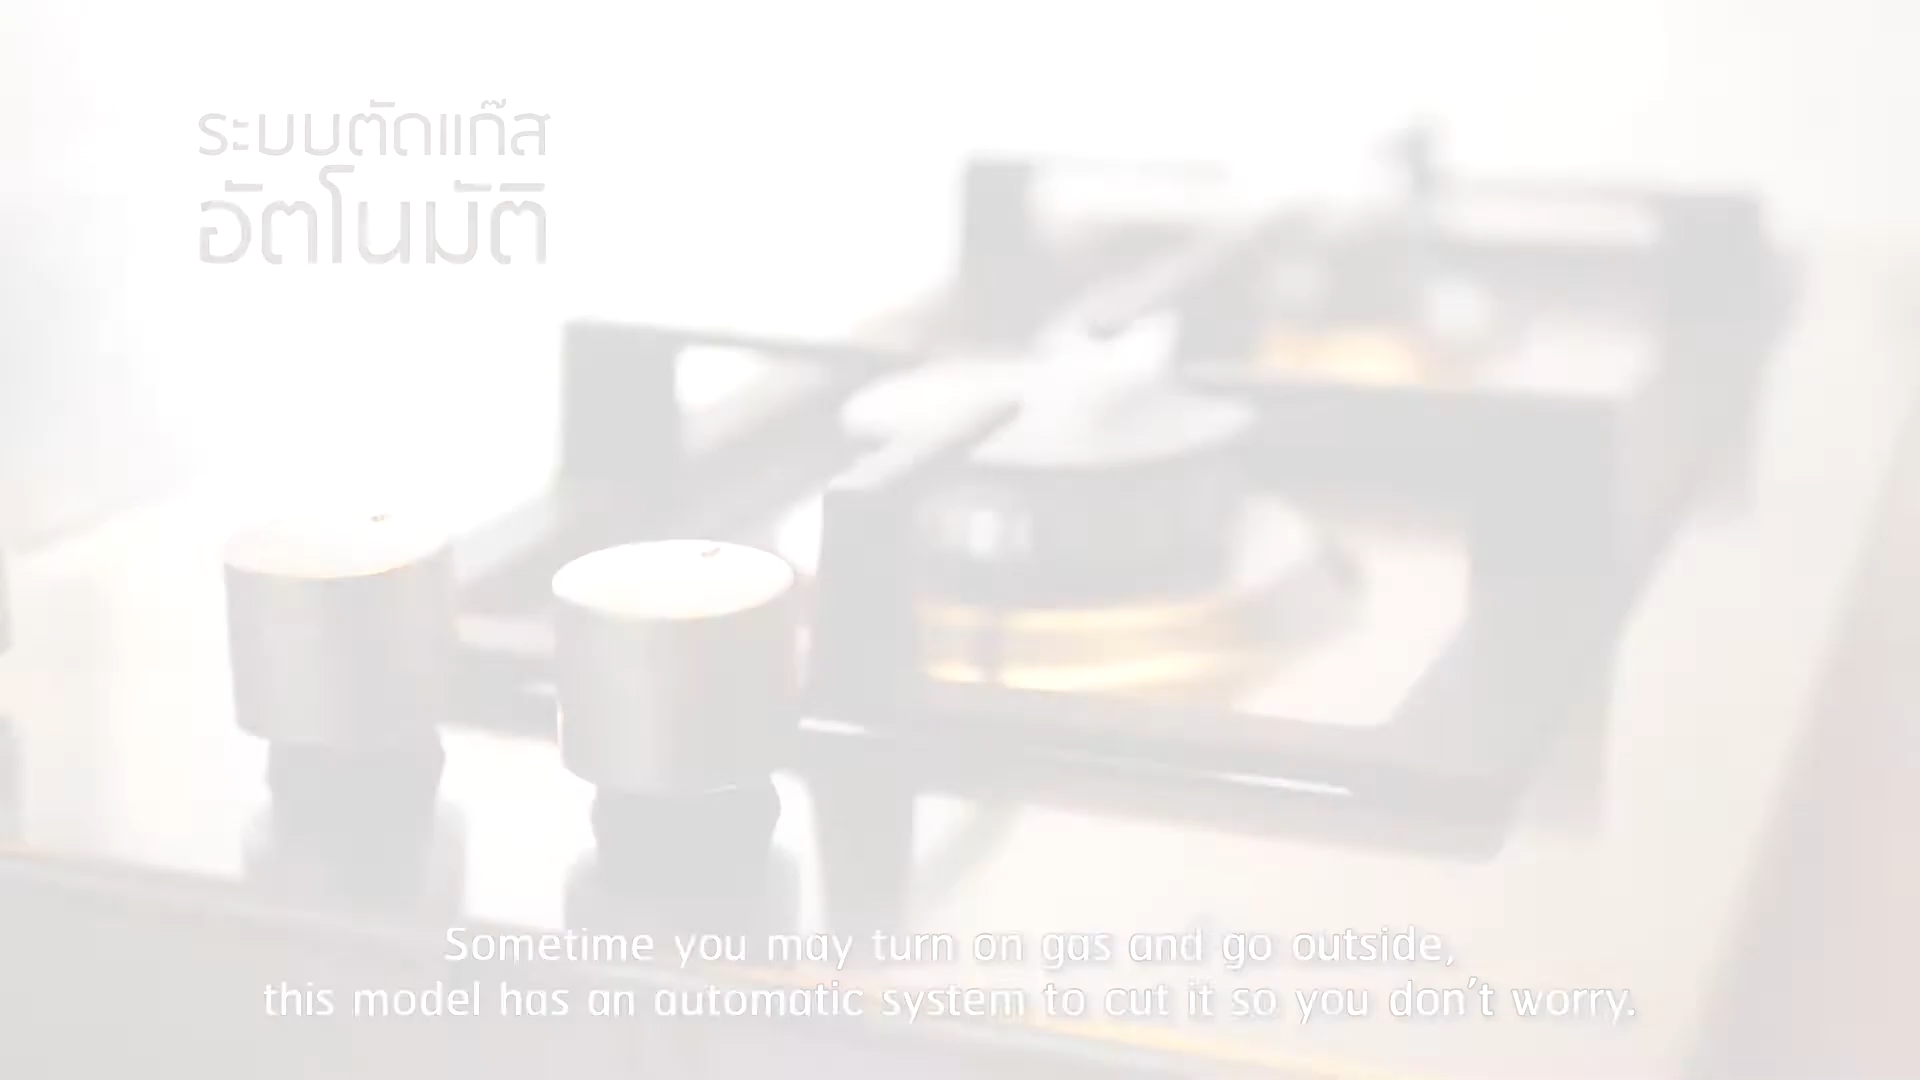 ระบบตัดแก๊ส
อัตโนมัติ
Sometime you may turn on gas and go outside,
this model has an automatic system to cut it so you don't worry.